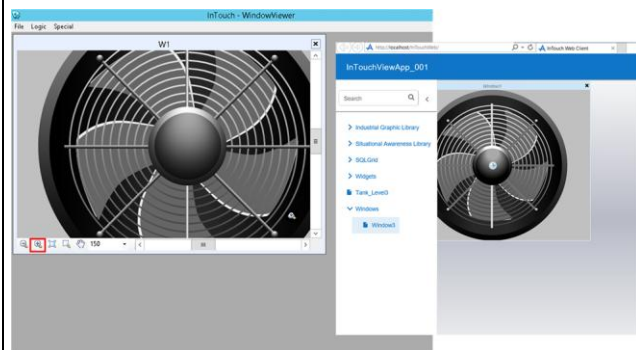 InTouch - WindowViewer
File Logic Special
W1
150
http://localhost/InTouchWeb/
InTouch Web Client
InTouchViewApp_001
Search
Industrial Graphic Library
Situational Awareness Library
SQLGrid
Widgets
Tank_Level3
Windows
Window3